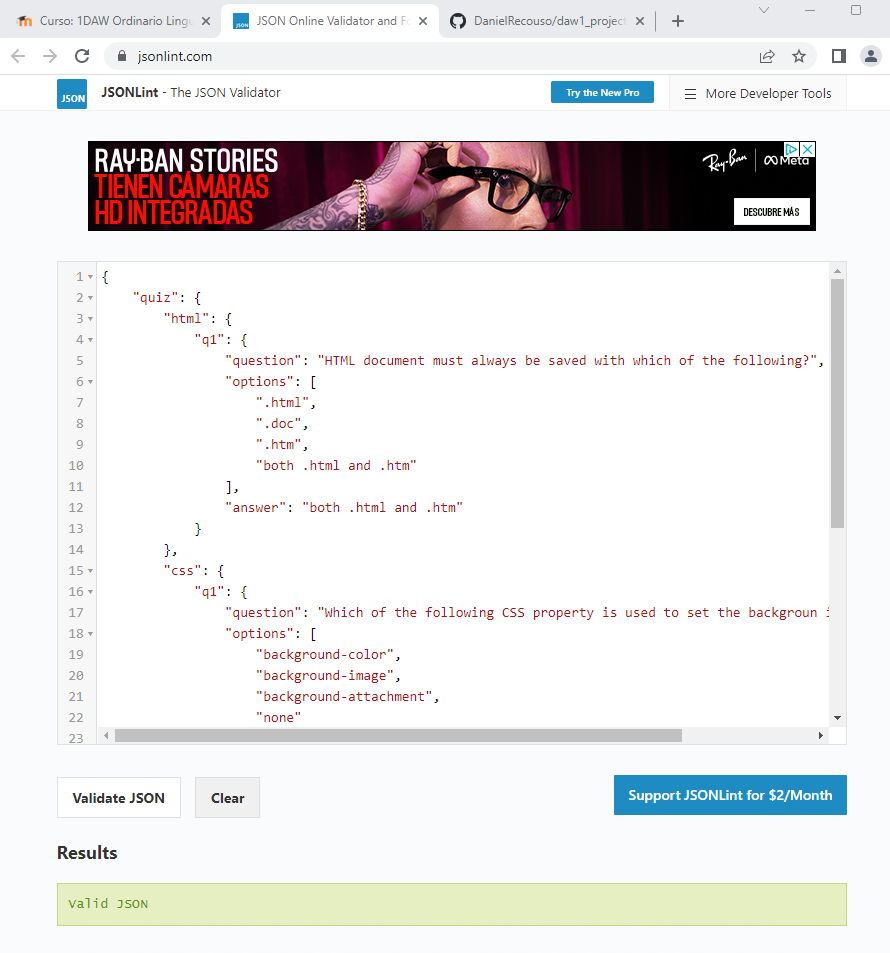 Curso: 1DAW Ordinario Lingu
JSON Online Validator and Fo
DanielRecouso/daw1_project
jsonlint.com
JSON
JSONLint - The JSON Validator
Try the New Pro
More Developer Tools
RAY-BAN STORIES
TIENEN CÁMARAS
HD INTEGRADAS
Ray-Ban
Meta
DESCUBRE MÁS
1 {
2 "quiz": {
3 "html": {
4 "q1": {
5 "question": "HTML document must always be saved with which of the following?",
6 "options": [
7 ".html",
8 ".doc",
9 ".htm",
10 "both .html and .htm"
11 ],
12 "answer": "both .html and .htm"
13 }
14 },
15 "css": {
16 "q1": {
17 "question": "Which of the following CSS property is used to set the backgroun i
18 "options": [
19 "background-color",
20 "background-image",
21 "background-attachment",
22 "none"
23
Validate JSON
Clear
Support JSONLint for $2/Month
Results
Valid JSON